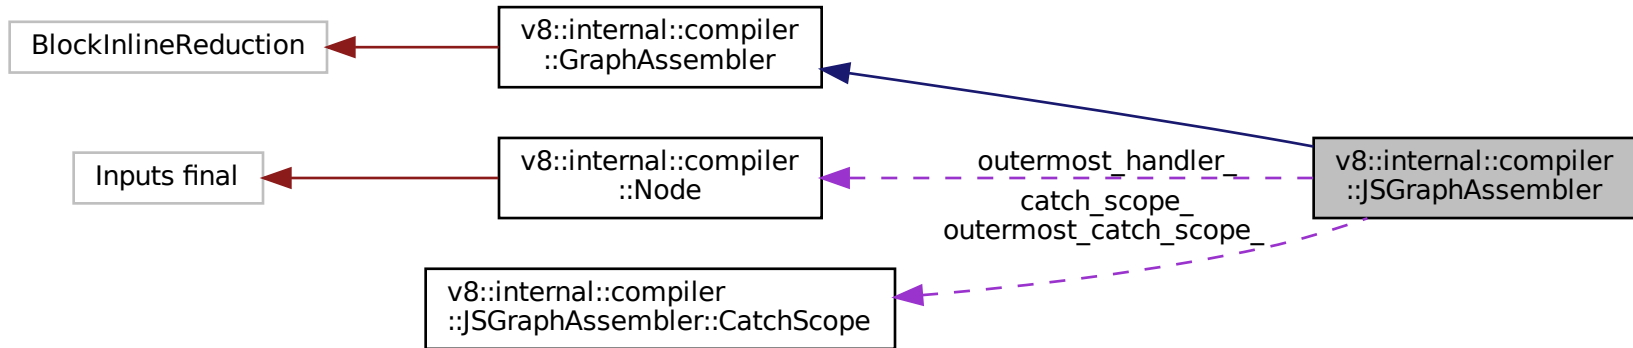 BlockInlineReduction
v8::internal::compiler
::GraphAssembler
Inputs final
v8::internal::compiler
::Node
outermost_handler_
catch_scope_
outermost_catch_scope_
v8::internal::compiler
::JSGraphAssembler
v8::internal::compiler
::JSGraphAssembler::CatchScope